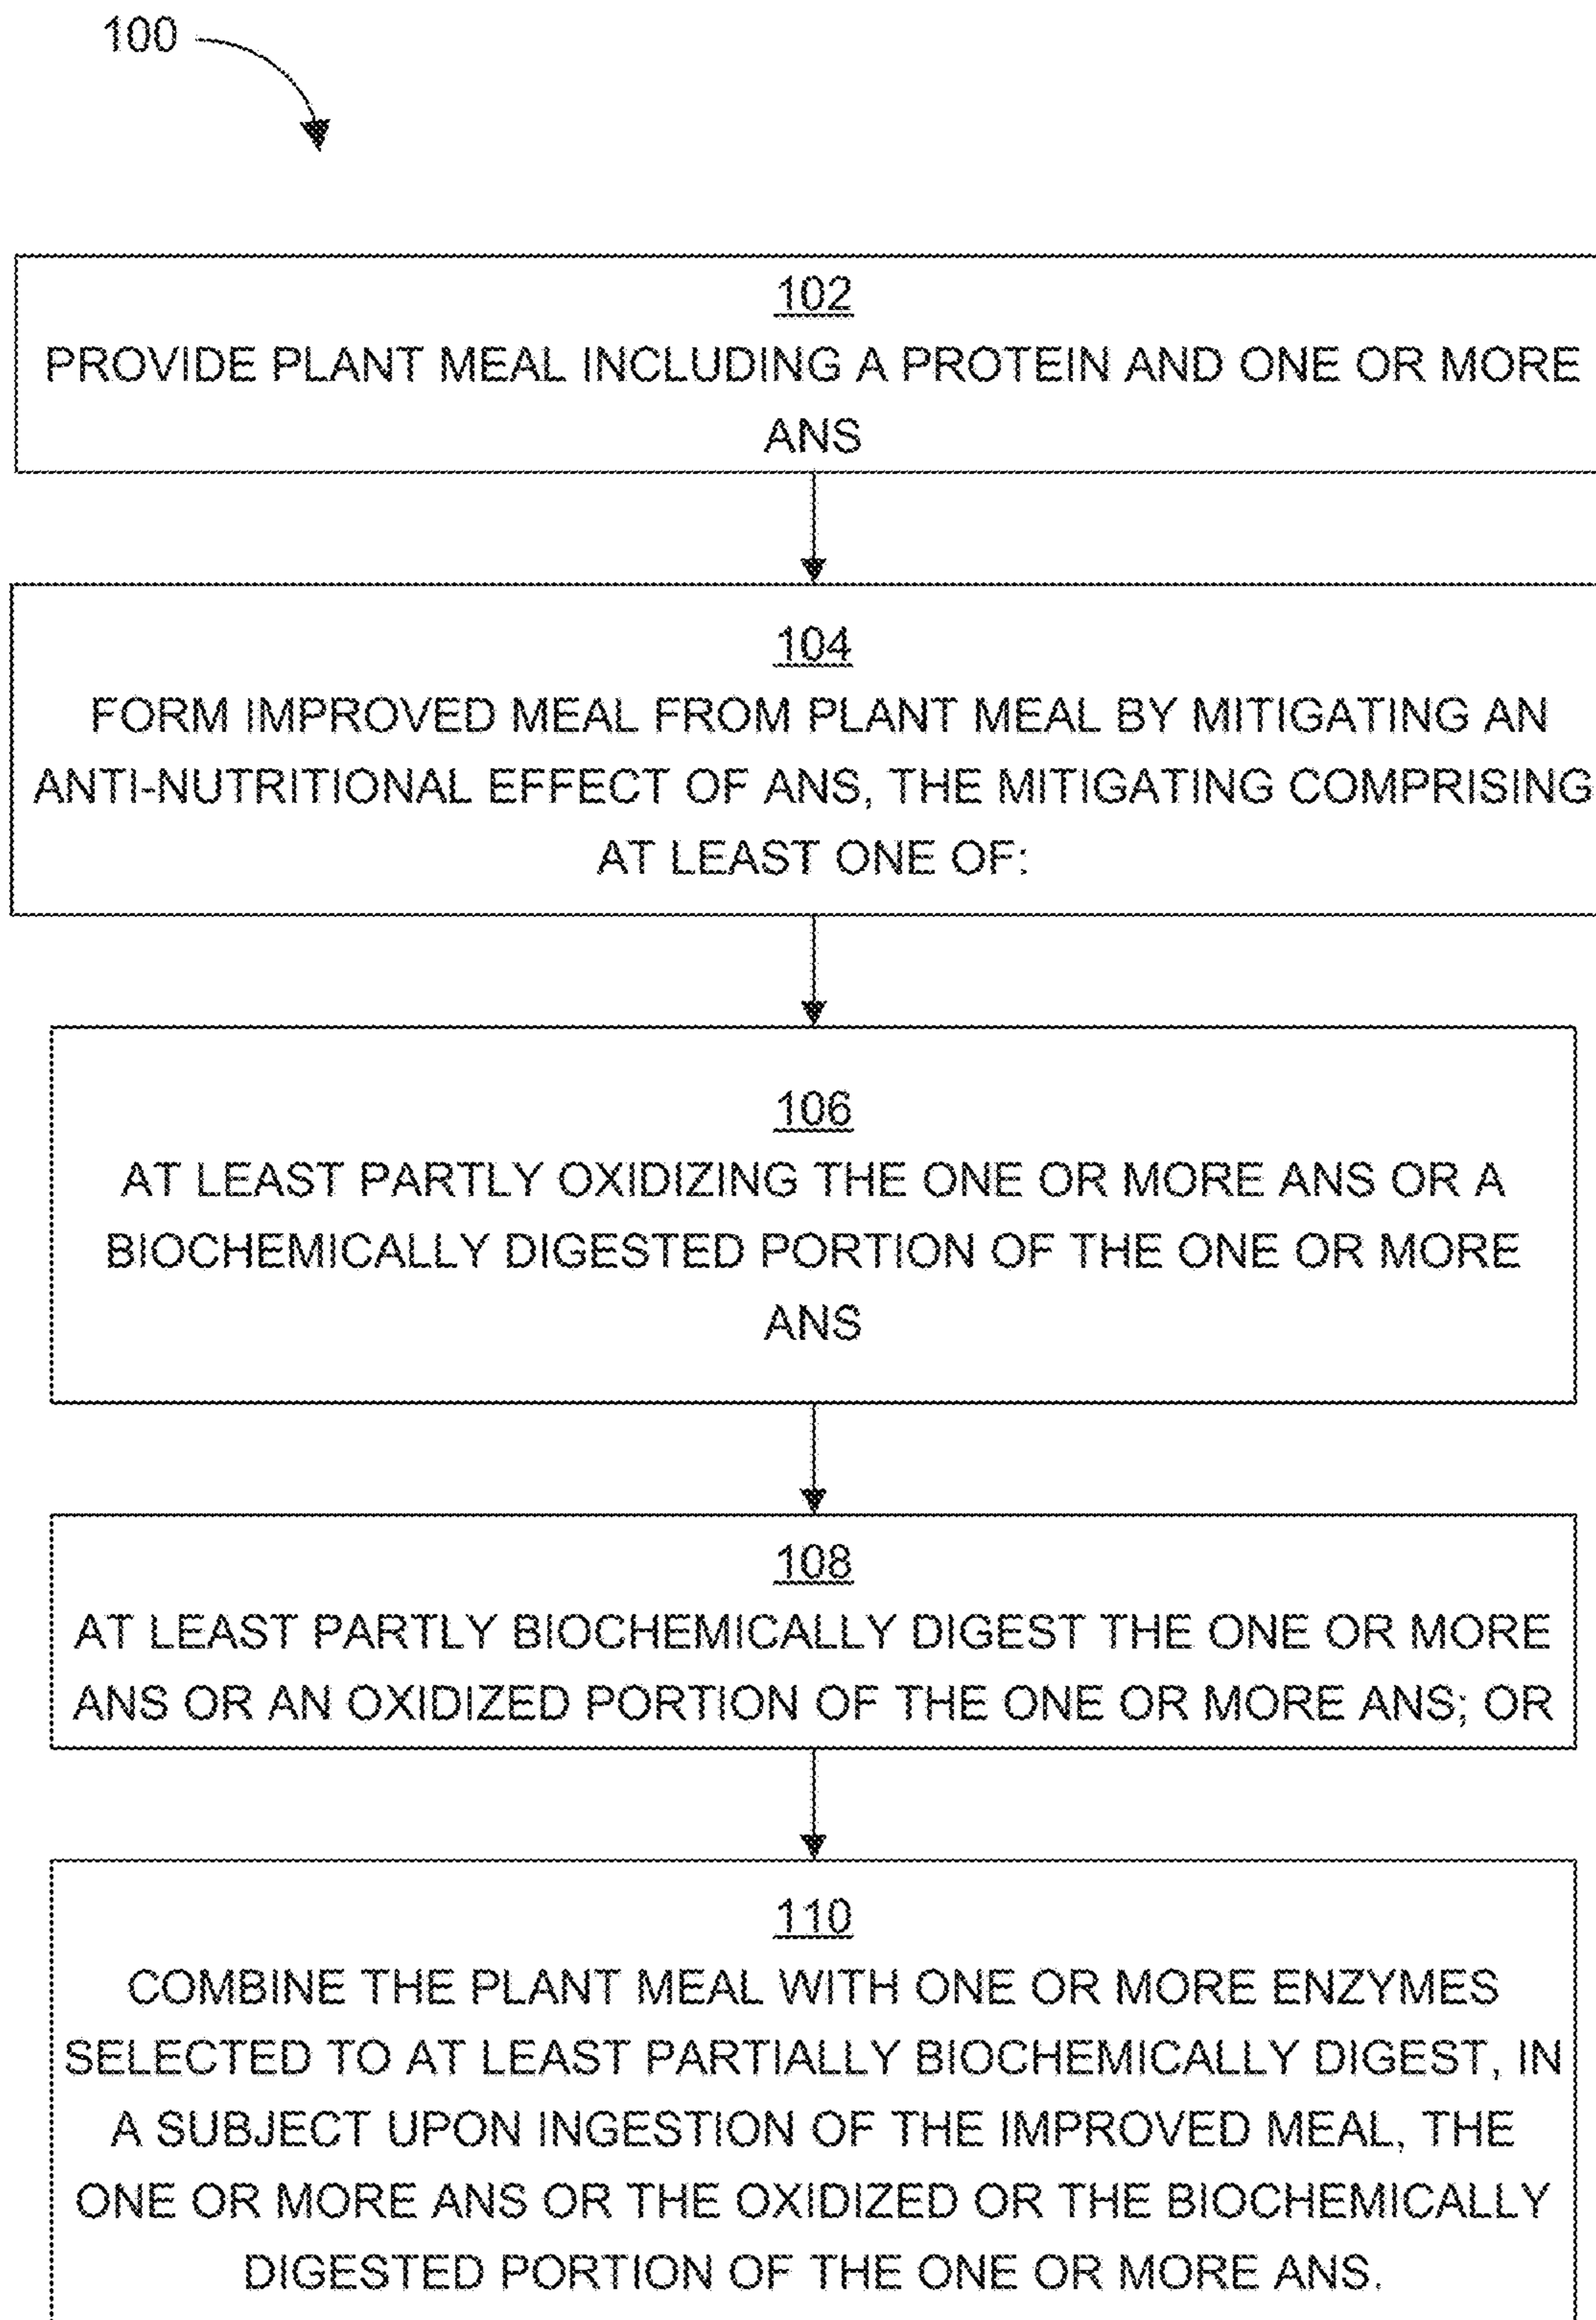 100
102
PROVIDE PLANT MEAL INCLUDING A PROTEIN AND ONE OR MORE
ANS
104
FORM IMPROVED MEAL FROM PLANT MEAL BY MITIGATING AN
ANTI-NUTRITIONAL EFFECT OF ANS, THE MITIGATING COMPRISING
AT LEAST ONE OF:
106
AT LEAST PARTLY OXIDIZING THE ONE OR MORE ANS OR A
BIOCHEMICALLY DIGESTED PORTION OF THE ONE OR MORE
ANS
108
AT LEAST PARTLY BIOCHEMICALLY DIGEST THE ONE OR MORE
ANS OR AN OXIDIZED PORTION OF THE ONE OR MORE ANS; OR
110
COMBINE THE PLANT MEAL WITH ONE OR MORE ENZYMES
SELECTED TO AT LEAST PARTIALLY BIOCHEMICALLY DIGEST, IN
A SUBJECT UPON INGESTION OF THE IMPROVED MEAL, THE
ONE OR MORE ANS OR THE OXIDIZED OR THE BIOCHEMICALLY
DIGESTED PORTION OF THE ONE OR MORE ANS.